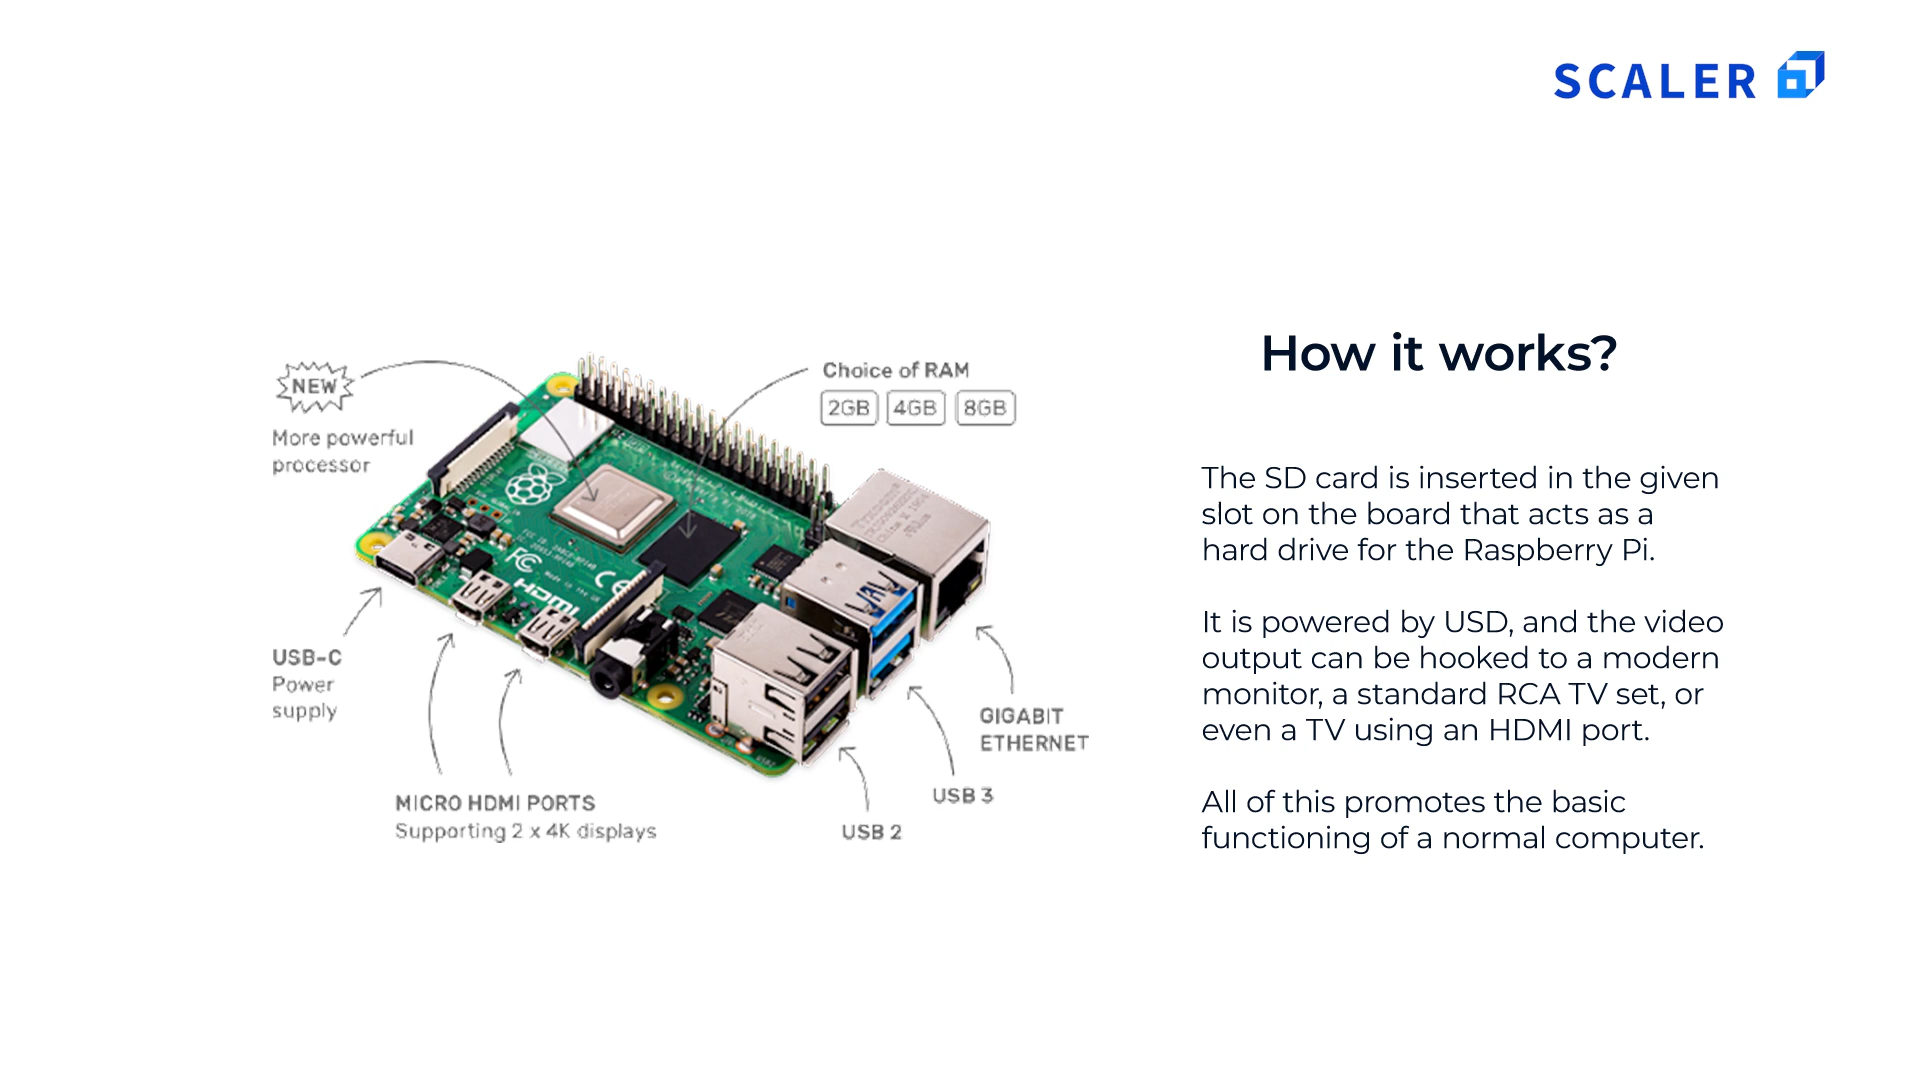 SCALER
How it works?
NEW
More powerful
processor
Choice of RAM
2GB 4GB 8GB
The SD card is inserted in the given
slot on the board that acts as a
hard drive for the Raspberry Pi.
It is powered by USD, and the video
output can be hooked to a modern
monitor, a standard RCA TV set, or
even a TV using an HDMI port.
All of this promotes the basic
functioning of a normal computer.
FC
CE
HDMI
USB-C
Power
supply
MICRO HDMI PORTS
Supporting 2 x 4K displays
USB 2
USB 3
GIGABIT
ETHERNET